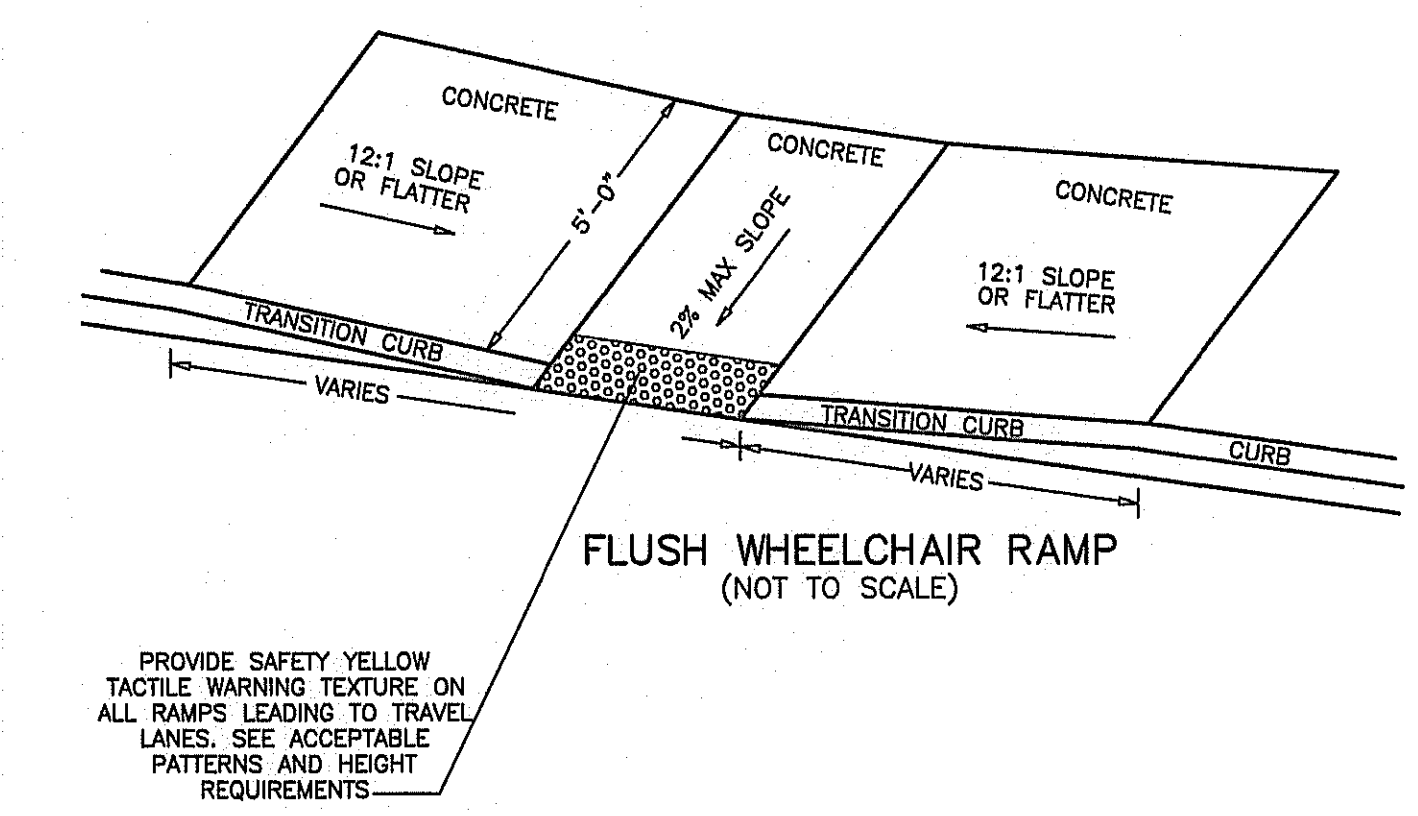 CONCRETE
12:1 SLOPE
OR FLATTER
5'-0"
CONCRETE
2% MAX SLOPE
CONCRETE
12:1 SLOPE
OR FLATTER
TRANSITION CURB
VARIES
TRANSITION CURB
CURB
VARIES
FLUSH WHEELCHAIR RAMP
(NOT TO SCALE)
PROVIDE SAFETY YELLOW
TACTILE WARNING TEXTURE ON
ALL RAMPS LEADING TO TRAVEL
LANES. SEE ACCEPTABLE
PATTERNS AND HEIGHT
REQUIREMENTS